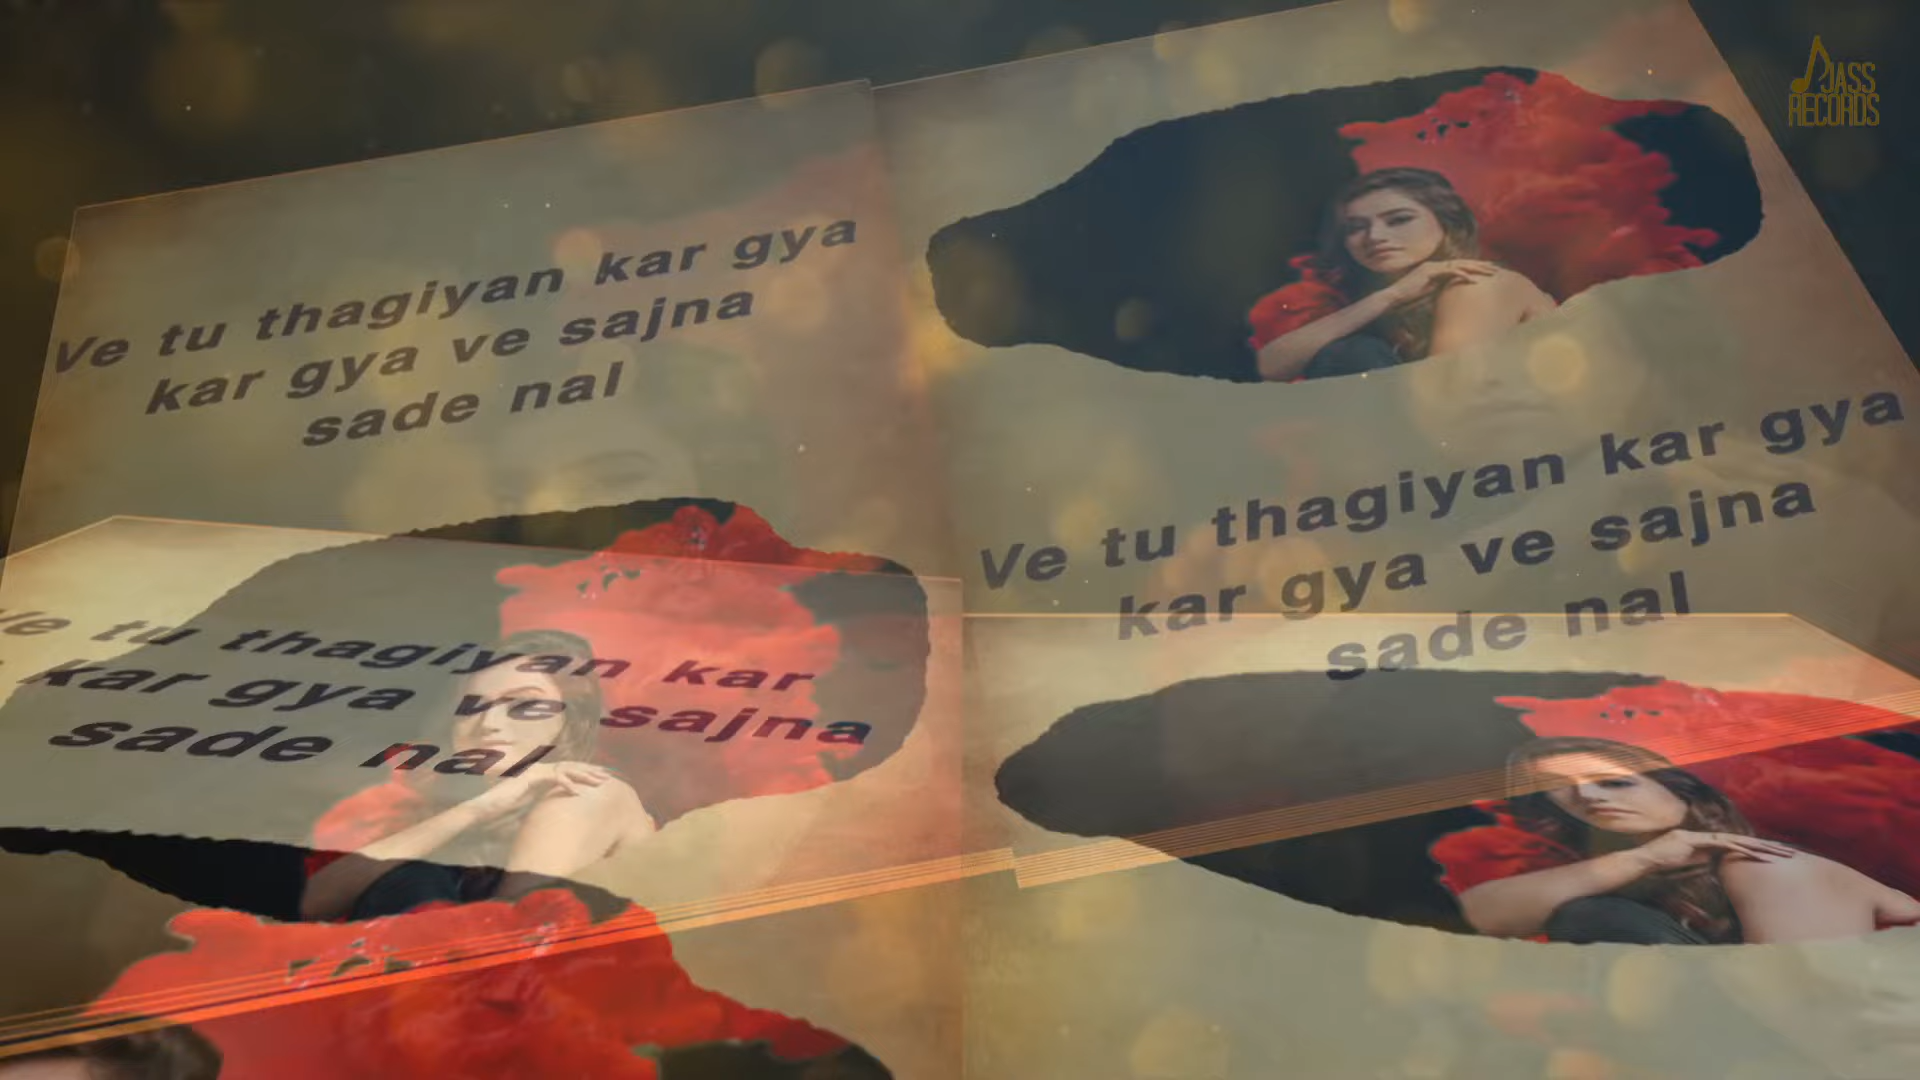 JASS
RECORDS
Ve tu thagiyan kar gya
kar gya ve sajna
sade nal
Ve tu thagiyan kar gya
kar gya ve sajna
sade nal
Ve tu thagiyan kar
kar gya ve sajna
sade nal